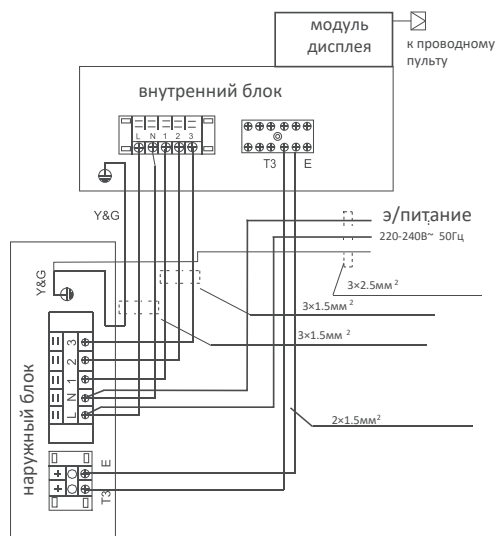 модуль
дисплея
к проводному
пульту
внутренний блок
L N 1 2 3
T3 E
Y&G
э/питание
220-240В~ 50Гц
Y&G
3×2.5мм²
3×1.5мм²
3×1.5мм²
наружный блок
3
2
1
N
L
2×1.5мм²
E
T3